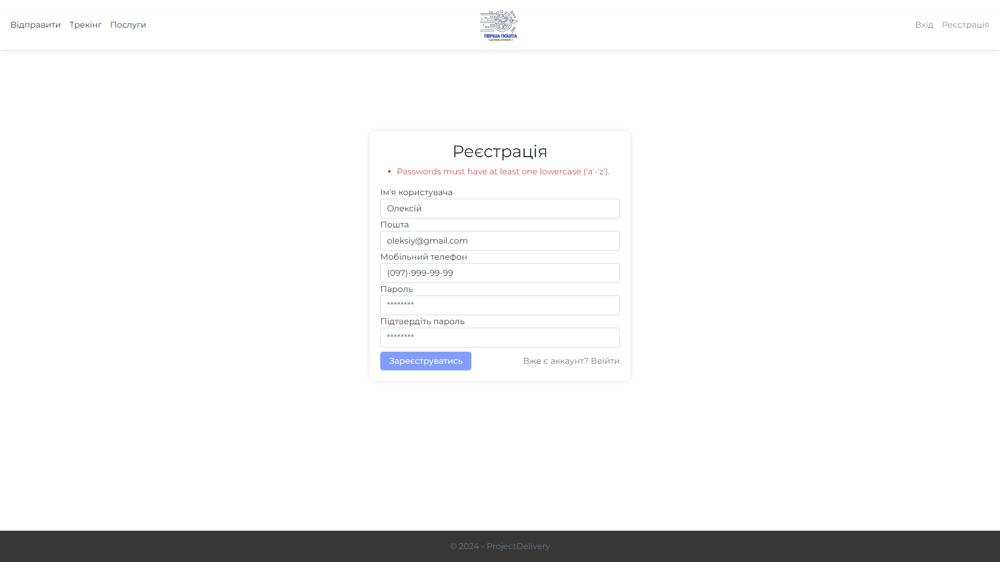 Відправити Трекінг Послуги
ПЕРША ПОШТА
Вхід Реєстрація
Реєстрація
Passwords must have at least one lowercase ('a'-'z').
Ім'я користувача
Олексій
Пошта
oleksiy@gmail.com
Мобільний телефон
(097)-999-99-99
Пароль
********
Підтвердіть пароль
********
Зареєструватись Вже є аккаунт? Ввійти
© 2024 - ProjectDelivery